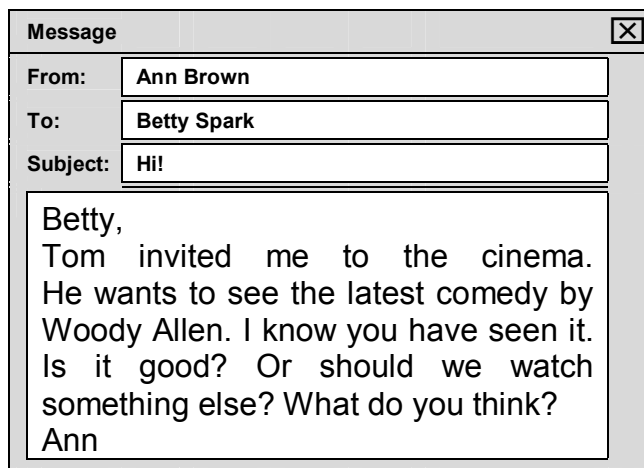 Message
From: Ann Brown
To: Betty Spark
Subject: Hi!
Betty,
Tom invited me to the cinema.
He wants to see the latest comedy by
Woody Allen. I know you have seen it.
Is it good? Or should we watch
something else? What do you think?
Ann